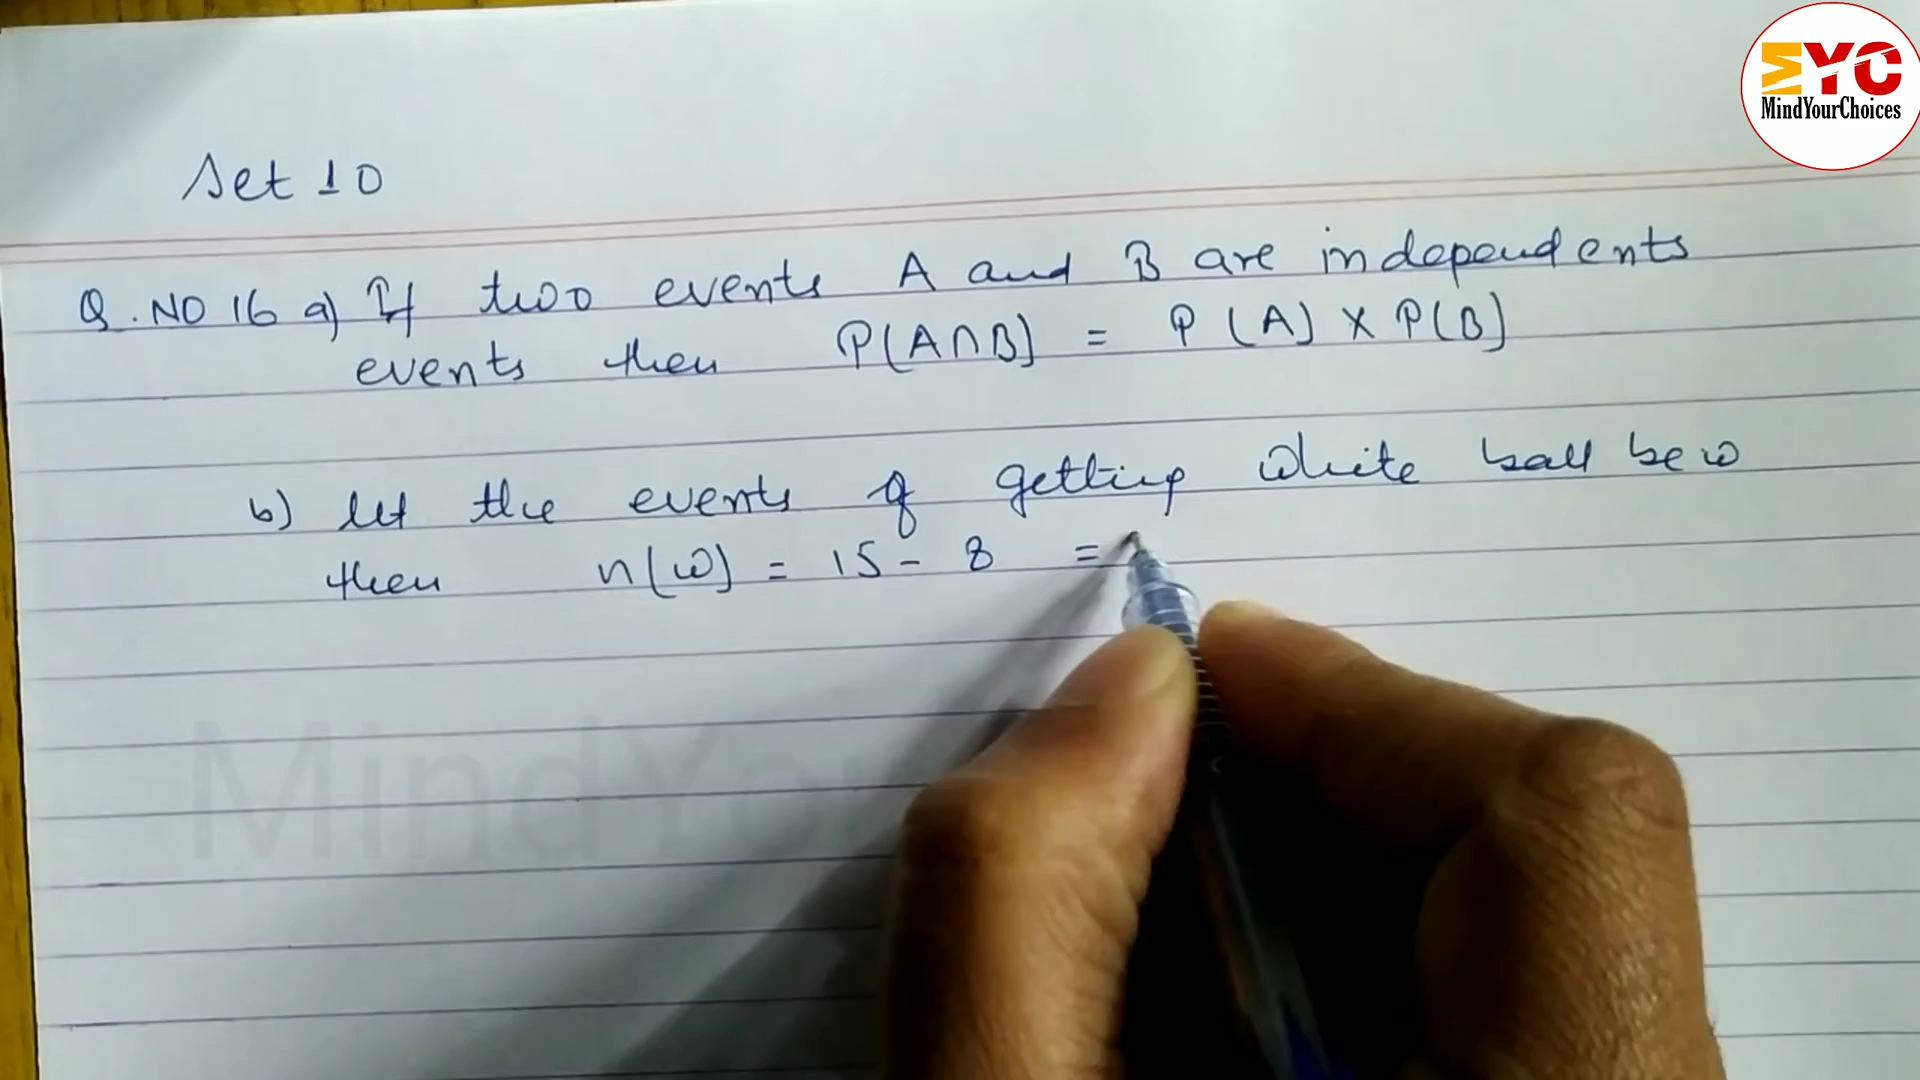 MYC
MindYourChoices
Set 10
Q. NO 16 a) If two events A and B are independents
events then P(A∩B) = P(A) × P(B)
b) let the events of getting white ball be w
then n(w) = 15 - 8 =
MindYo